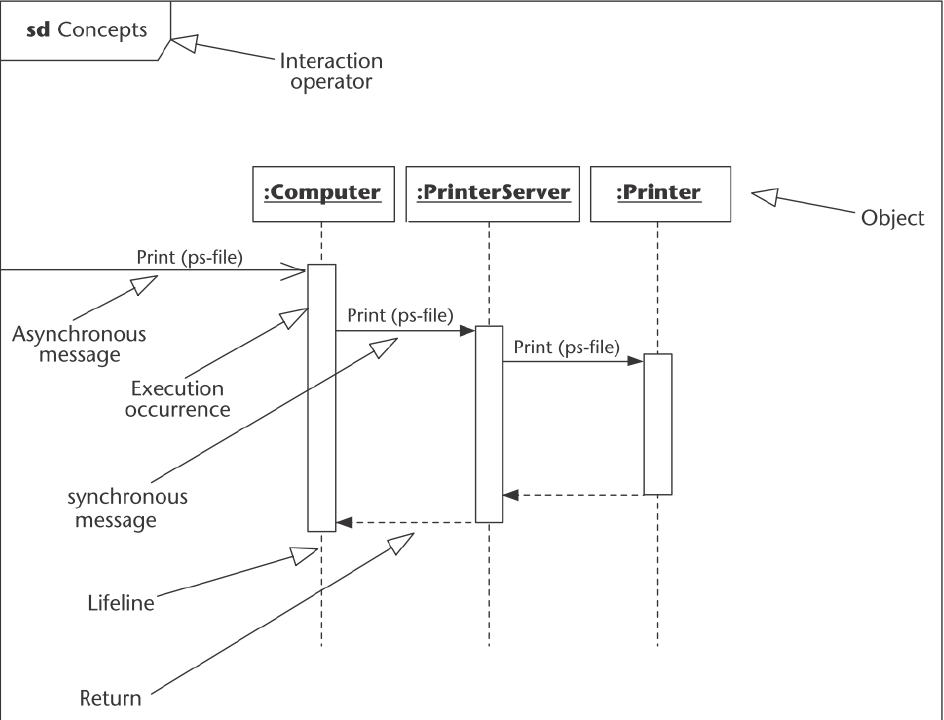 sd Concepts
Interaction
operator
:Computer
:PrinterServer
:Printer
Object
Print (ps-file)
Asynchronous
message
Print (ps-file)
Print (ps-file)
Execution
occurrence
synchronous
message
Lifeline
Return